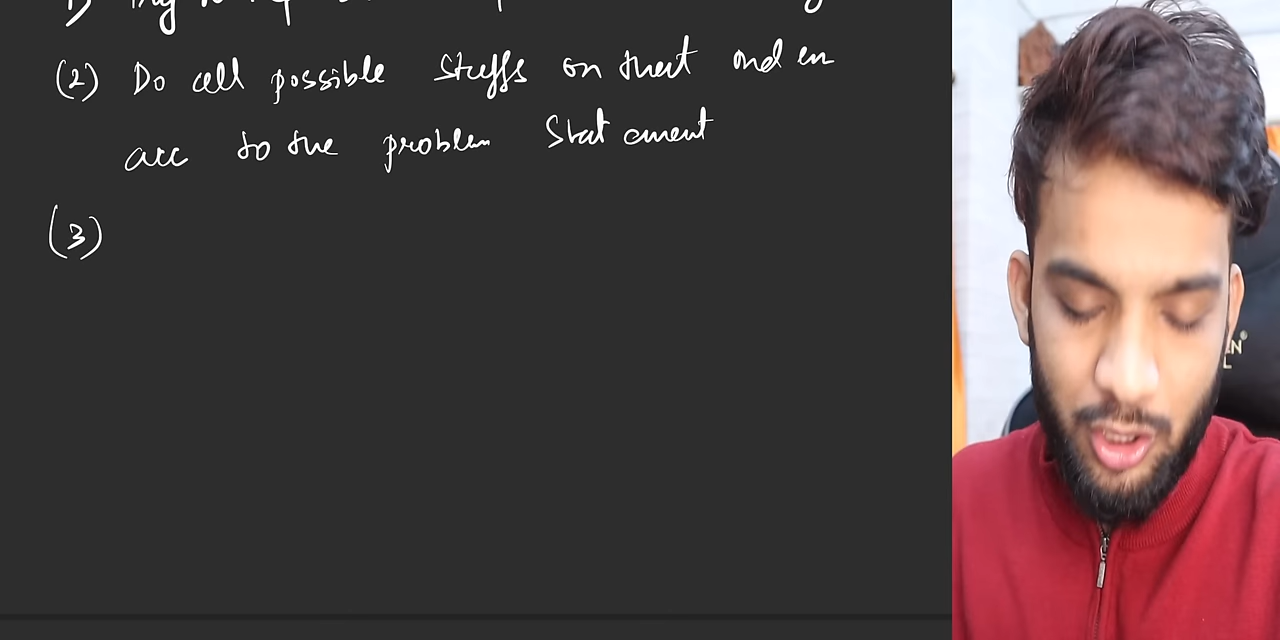 (2) Do all possible stuffs on that index
acc to the problem Statement
(3)